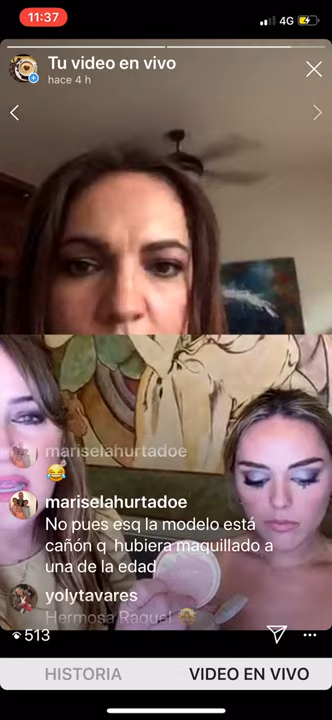 11:37
4G
Tu video en vivo
hace 4 h
mariselahurtadoe
😂
mariselahurtadoe
No pues esq la modelo está
cañón q hubiera maquillado a
una de la edad
yolytavares
Hermosa Raquel
513
HISTORIA
VIDEO EN VIVO